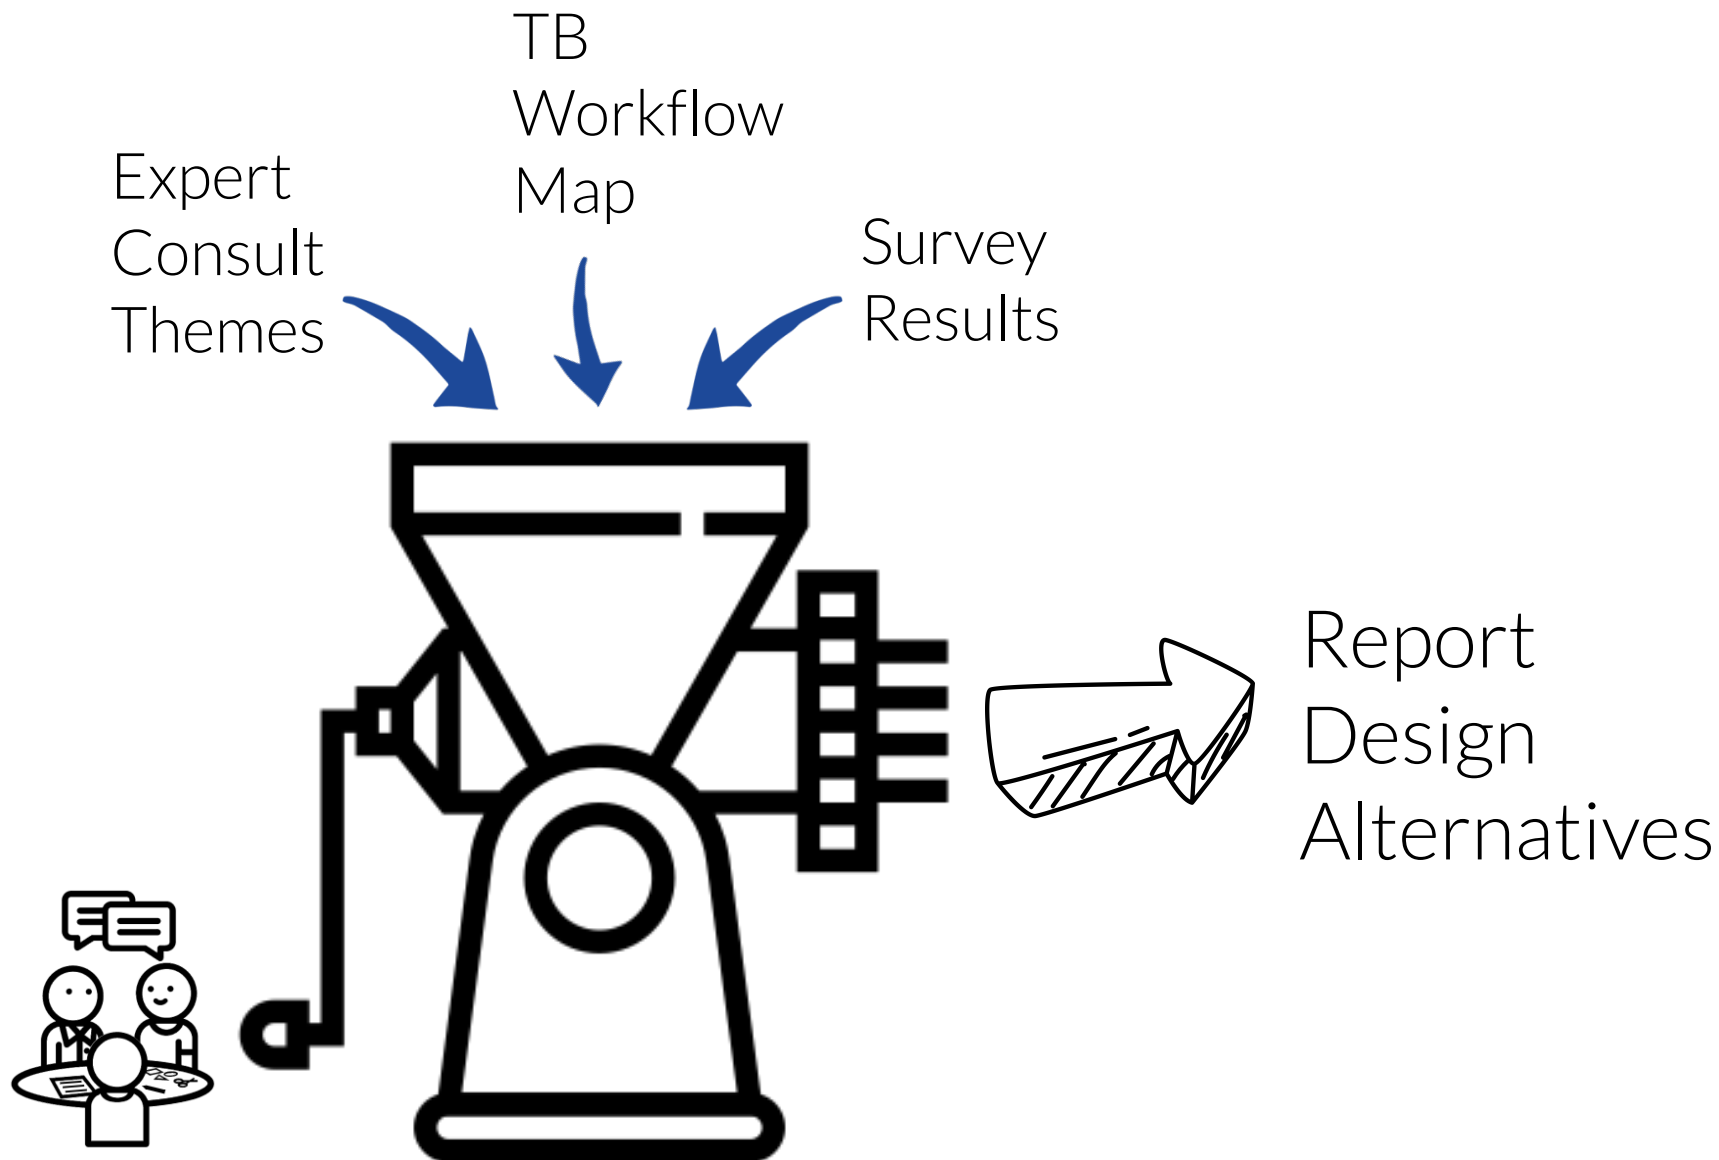 TB
Workflow
Map
Expert
Consult
Themes
Survey
Results
Report
Design
Alternatives